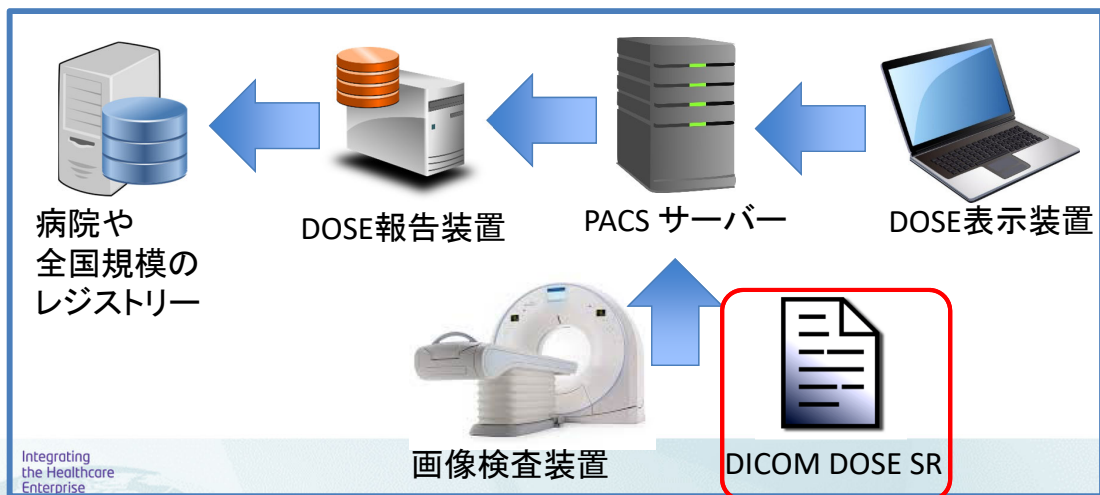 病院や
全国規模の
レジストリー
DOSE報告装置
PACS サーバー
DOSE表示装置
画像検査装置
DICOM DOSE SR
Integrating
the Healthcare
Enterprise